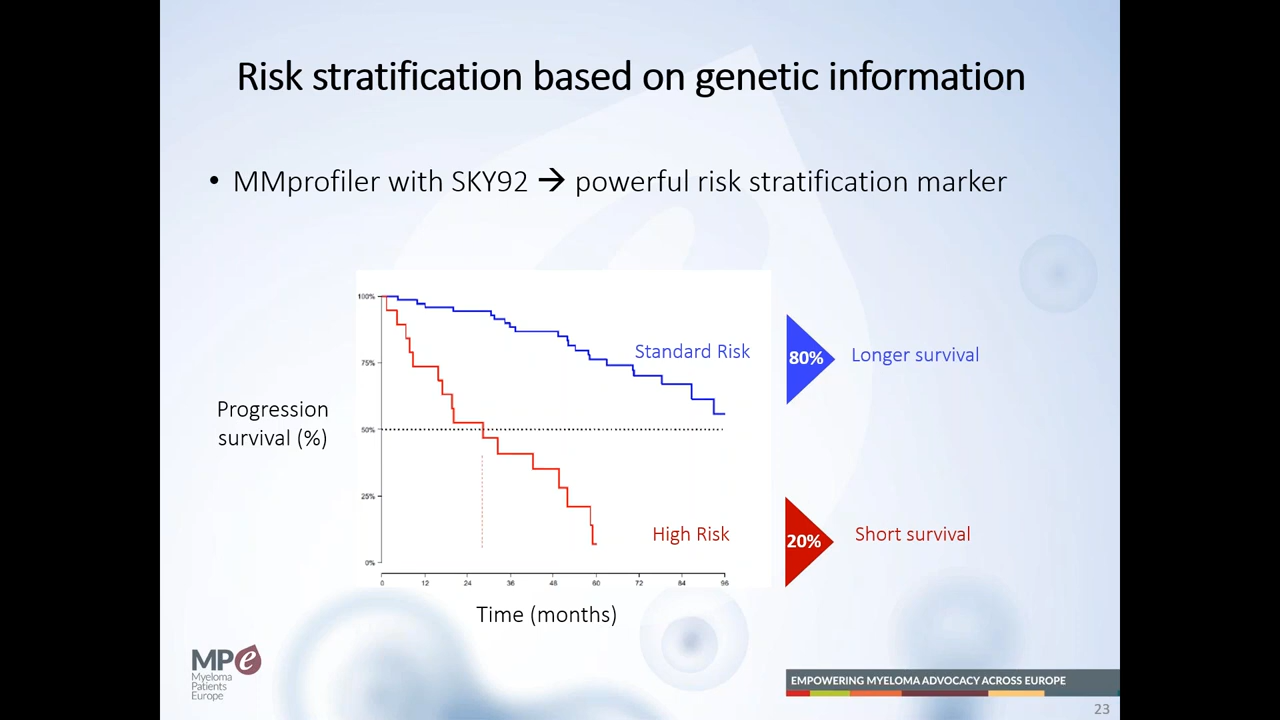 Risk stratification based on genetic information
• MMprofiler with SKY92 → powerful risk stratification marker
100%
75%
50%
25%
0%
0 12 24 36 48 60 72 84 96
Progression
survival (%)
Time (months)
Standard Risk
High Risk
80%
Longer survival
20%
Short survival
MPe
Myeloma
Patients
Europe
EMPOWERING MYELOMA ADVOCACY ACROSS EUROPE
23